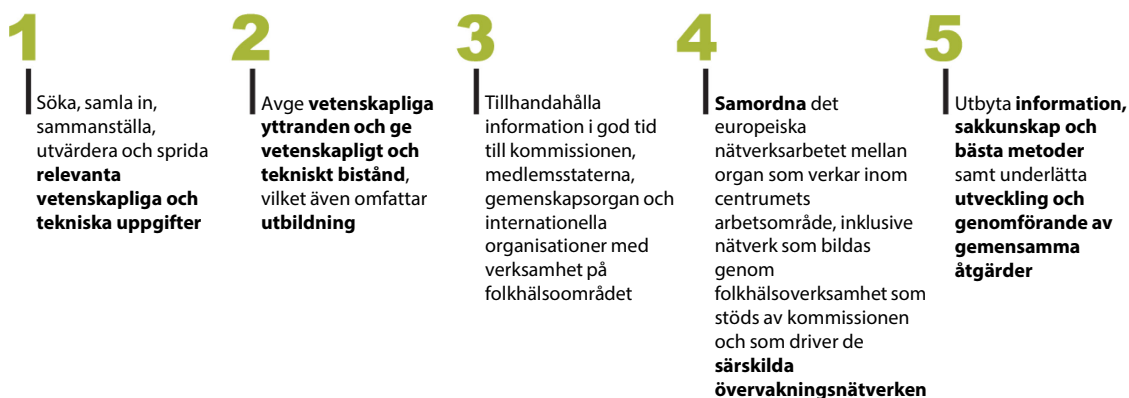 1
Söka, samla in,
sammanställa,
utvärdera och sprida
relevanta
vetenskapliga och
tekniska uppgifter
2
Avge vetenskapliga
yttranden och ge
vetenskapligt och
tekniskt bistånd,
vilket även omfattar
utbildning
3
Tillhandahålla
information i god tid
till kommissionen,
medlemsstaterna,
gemenskapsorgan och
internationella
organisationer med
verksamhet på
folkhälsoområdet
4
Samordna det
europeiska
nätverksarbetet mellan
organ som verkar inom
centrumets
arbetsområde, inklusive
nätverk som bildas
genom
folkhälsoverksamhet som
stöds av kommissionen
och som driver de
särskilda
övervakningsnätverken
5
Utbyta information,
sakkunskap och
bästa metoder
samt underlätta
utveckling och
genomförande av
gemensamma
åtgärder